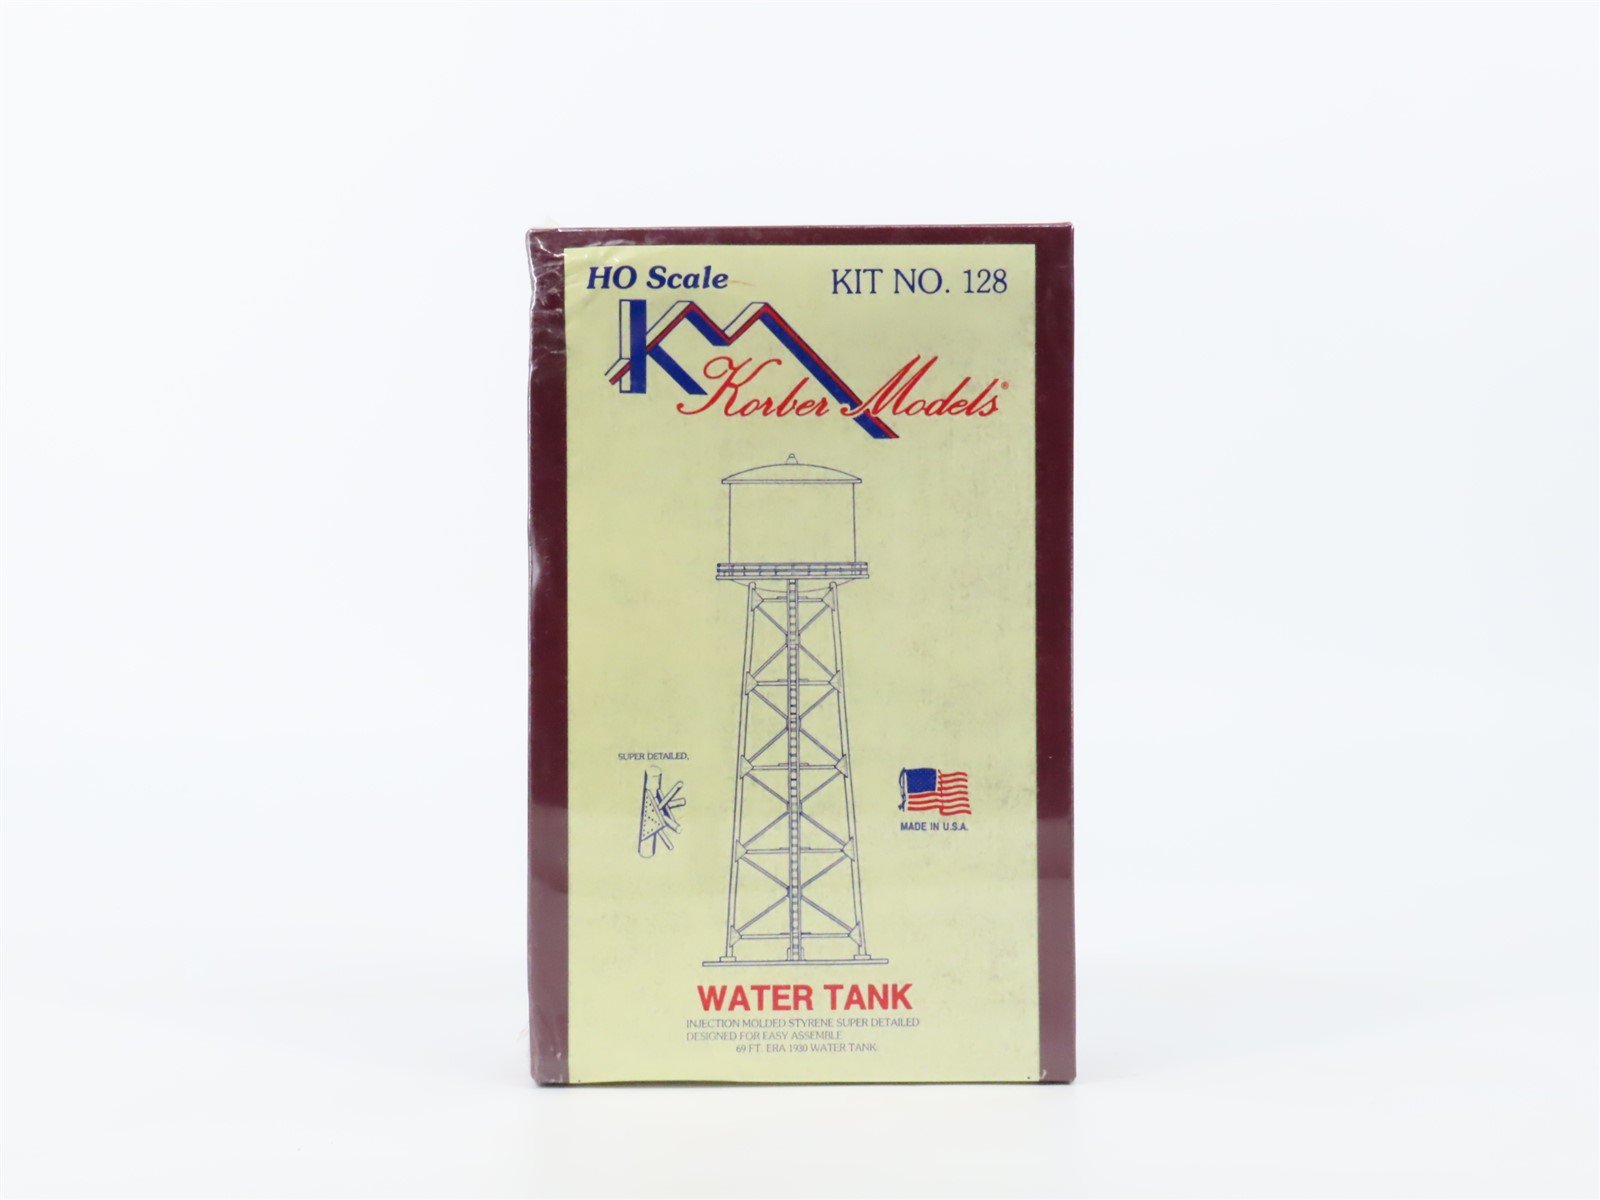 HO Scale
KIT NO. 128
KM
Korber Models®
SUPER DETAILED,
MADE IN U.S.A.
WATER TANK
INJECTION MOLDED STYRENE SUPER DETAILED
DESIGNED FOR EASY ASSEMBLE
69 FT. ERA 1930 WATER TANK